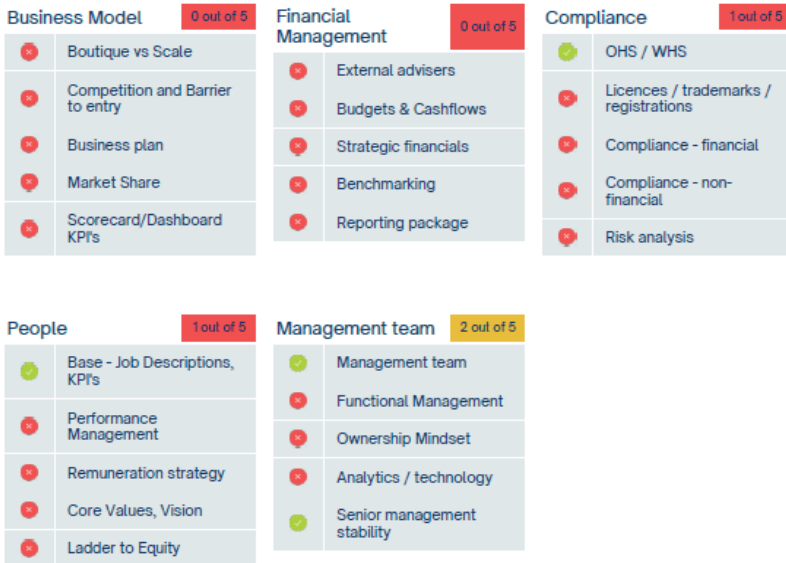 Business Model
0 out of 5
Boutique vs Scale
Competition and Barrier
to entry
Business plan
Market Share
Scorecard/Dashboard
KPI's
Financial
Management
0 out of 5
External advisers
Budgets & Cashflows
Strategic financials
Benchmarking
Reporting package
Compliance
1 out of 5
OHS / WHS
Licences / trademarks /
registrations
Compliance - financial
Compliance - non-
financial
Risk analysis
People
1 out of 5
Base - Job Descriptions,
KPI's
Performance
Management
Remuneration strategy
Core Values, Vision
Ladder to Equity
Management team
2 out of 5
Management team
Functional Management
Ownership Mindset
Analytics / technology
Senior management
stability